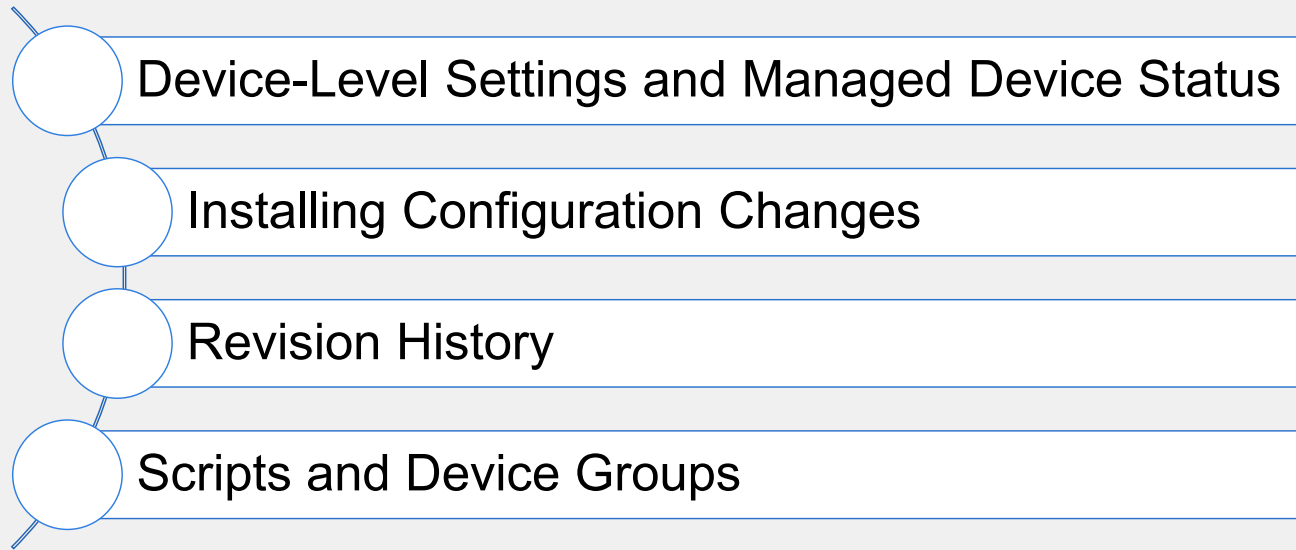 Device-Level Settings and Managed Device Status
Installing Configuration Changes
Revision History
Scripts and Device Groups